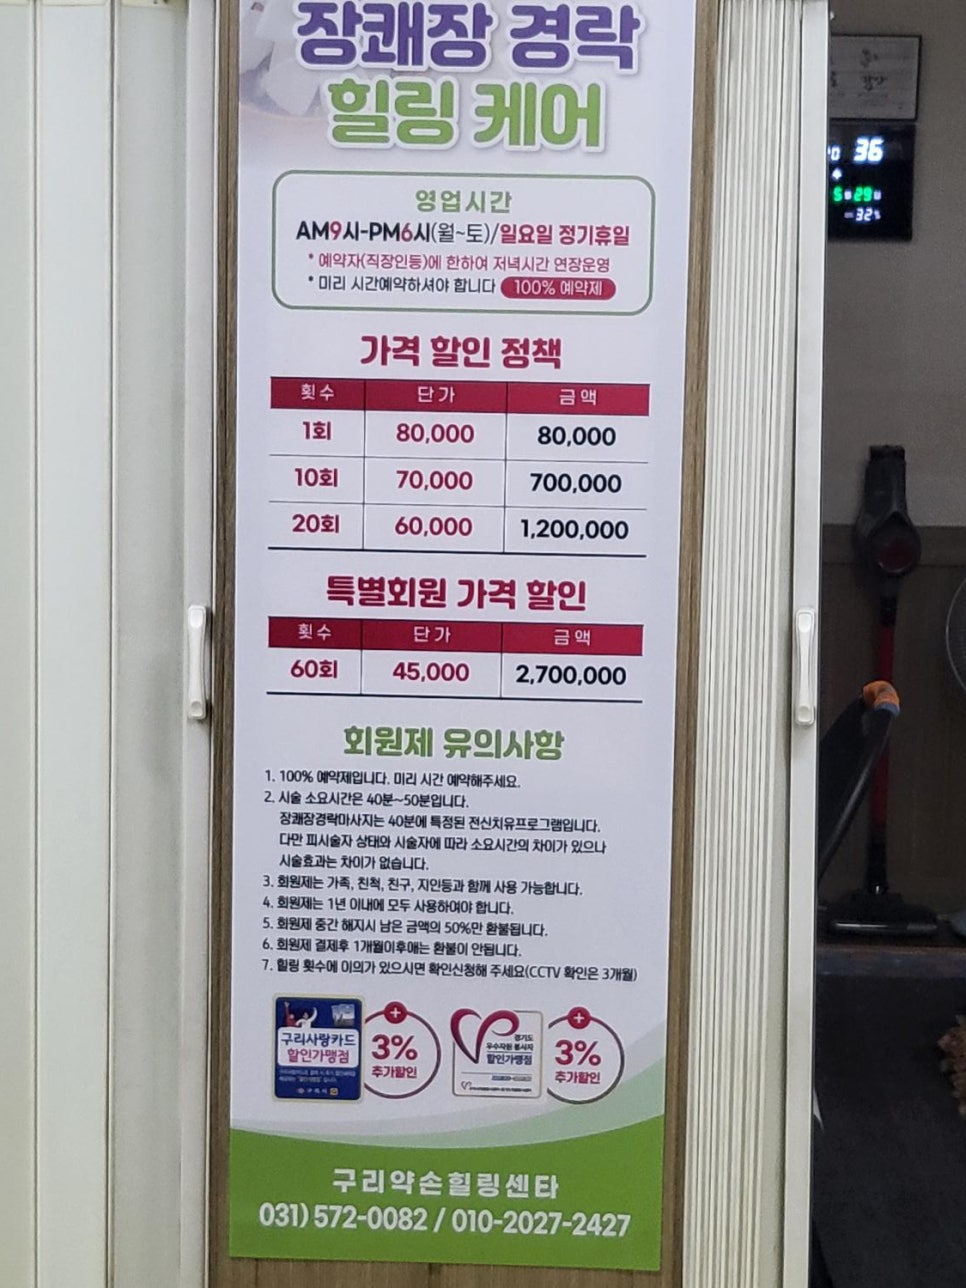 장쾌장 경락
힐링 케어
영업시간
AM9시-PM6시(월~토)/일요일 정기휴일
* 예약자(직장인등)에 한하여 저녁시간 연장운영
* 미리 시간예약하셔야 합니다 100% 예약제
가격 할인 정책
횟수 단가 금액
1회 80,000 80,000
10회 70,000 700,000
20회 60,000 1,200,000
특별회원 가격 할인
횟수 단가 금액
60회 45,000 2,700,000
회원제 유의사항
1. 100% 예약제입니다. 미리 시간 예약해주세요.
2. 시술 소요시간은 40분~50분입니다.
장쾌장경락마사지는 40분에 특정된 전신치유프로그램입니다.
다만 피시술자 상태와 시술자에 따라 소요시간의 차이가 있으나
시술효과는 차이가 없습니다.
3. 회원제는 가족, 친척, 친구, 지인등과 함께 사용 가능합니다.
4. 회원제는 1년 이내에 모두 사용하여야 합니다.
5. 회원제 중간 해지시 남은 금액의 50%만 환불됩니다.
6. 회원제 결제후 1개월이후애는 환불이 안됩니다.
7. 힐링 횟수에 이의가 있으시면 확인신청해 주세요(CCTV 확인은 3개월)
구리사랑카드
할인가맹점
+
3%
추가할인
경기도
우수자원 봉사자
할인가맹점
+
3%
추가할인
구리약손힐링센타
031) 572-0082 / 010-2027-2427
36
29
32%